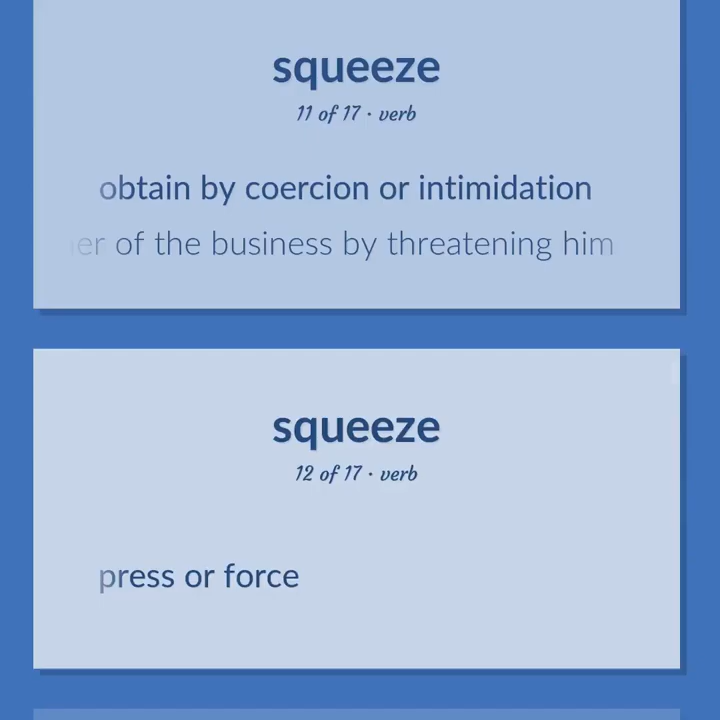 squeeze
11 of 17 · verb
obtain by coercion or intimidation
of the business by threatening him
squeeze
12 of 17 · verb
press or force